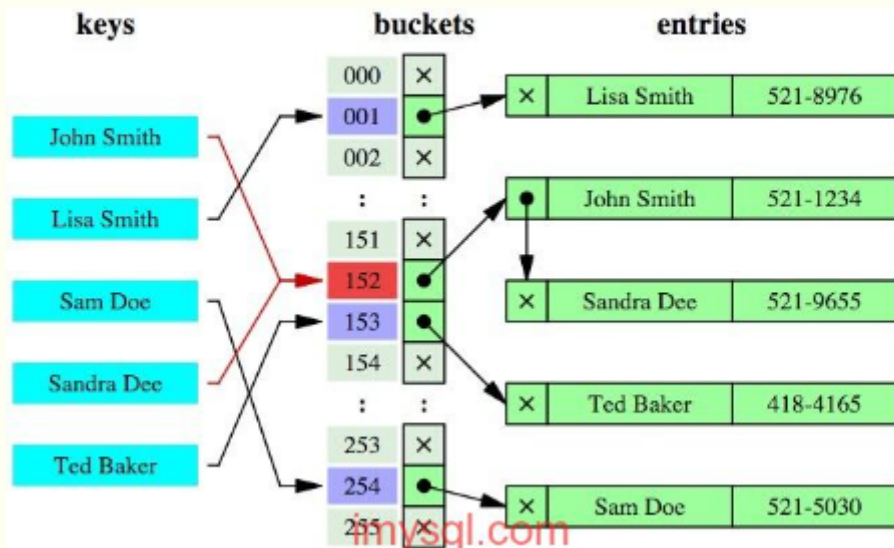 keys buckets entries
000 ×
Lisa Smith 521-8976
John Smith
001
002 ×
Lisa Smith
: :
John Smith 521-1234
151 ×
Sam Doe
152
× Sandra Dee 521-9655
153
Sandra Dee
154 ×
× Ted Baker 418-4165
: :
Ted Baker
253 ×
254
× Sam Doe 521-5030
255 ×
imysql.com